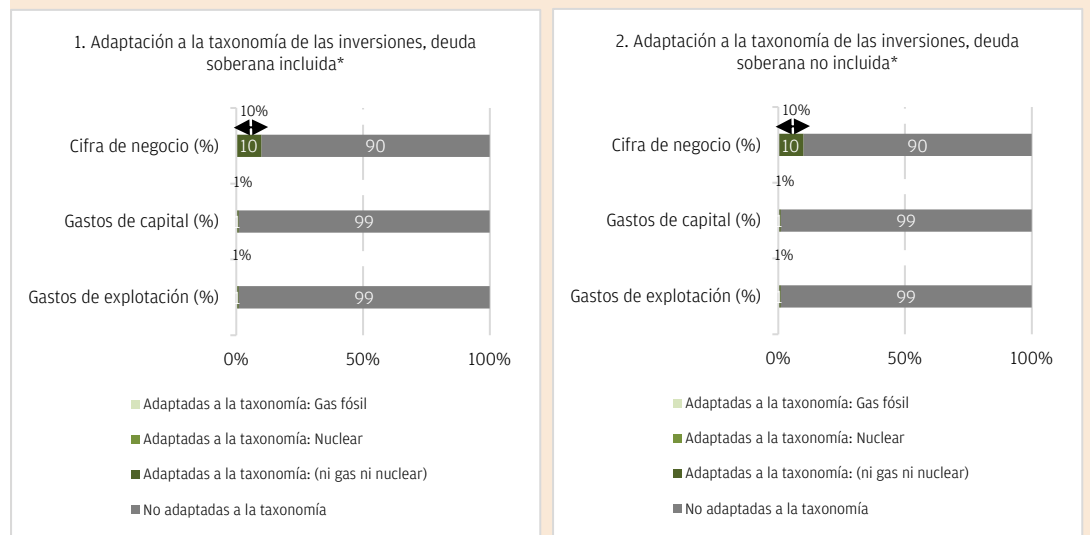 1. Adaptación a la taxonomía de las inversiones, deuda
soberana incluida*
10%
Cifra de negocio (%)
10 90
1%
Gastos de capital (%)
1 99
1%
Gastos de explotación (%)
1 99
0% 50% 100%
Adaptadas a la taxonomía: Gas fósil
Adaptadas a la taxonomía: Nuclear
Adaptadas a la taxonomía: (ni gas ni nuclear)
No adaptadas a la taxonomía
2. Adaptación a la taxonomía de las inversiones, deuda
soberana no incluida*
10%
Cifra de negocio (%)
10 90
1%
Gastos de capital (%)
1 99
1%
Gastos de explotación (%)
1 99
0% 50% 100%
Adaptadas a la taxonomía: Gas fósil
Adaptadas a la taxonomía: Nuclear
Adaptadas a la taxonomía: (ni gas ni nuclear)
No adaptadas a la taxonomía